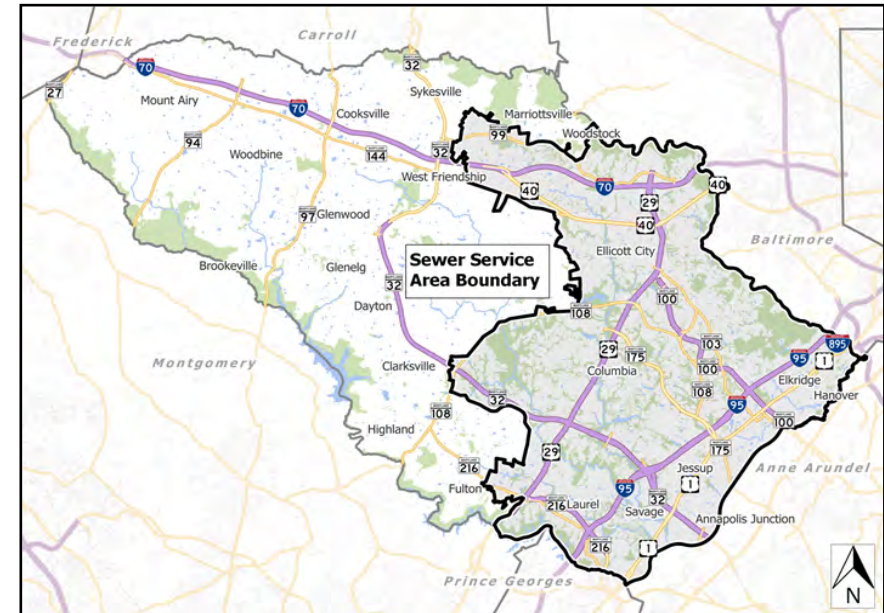 Frederick
Carroll
70
32
27
Sykesville
Mount Airy
70
Cooksville
Marriottsville
94
99
Woodstock
Woodbine
144
32
West Friendship
70
40
40
29
97
Glenwood
40
Ellicott City
Baltimore
Sewer Service
Area Boundary
Brookeville
Glenelg
32
Dayton
100
108
103
895
29
175
95
1
Montgomery
Clarksville
Columbia
100
Elkridge
32
108
95
Hanover
108
100
Highland
29
175
216
Jessup
Anne Arundel
Fulton
95
1
216
Laurel
32
Savage
Annapolis Junction
216
1
Prince Georges
N